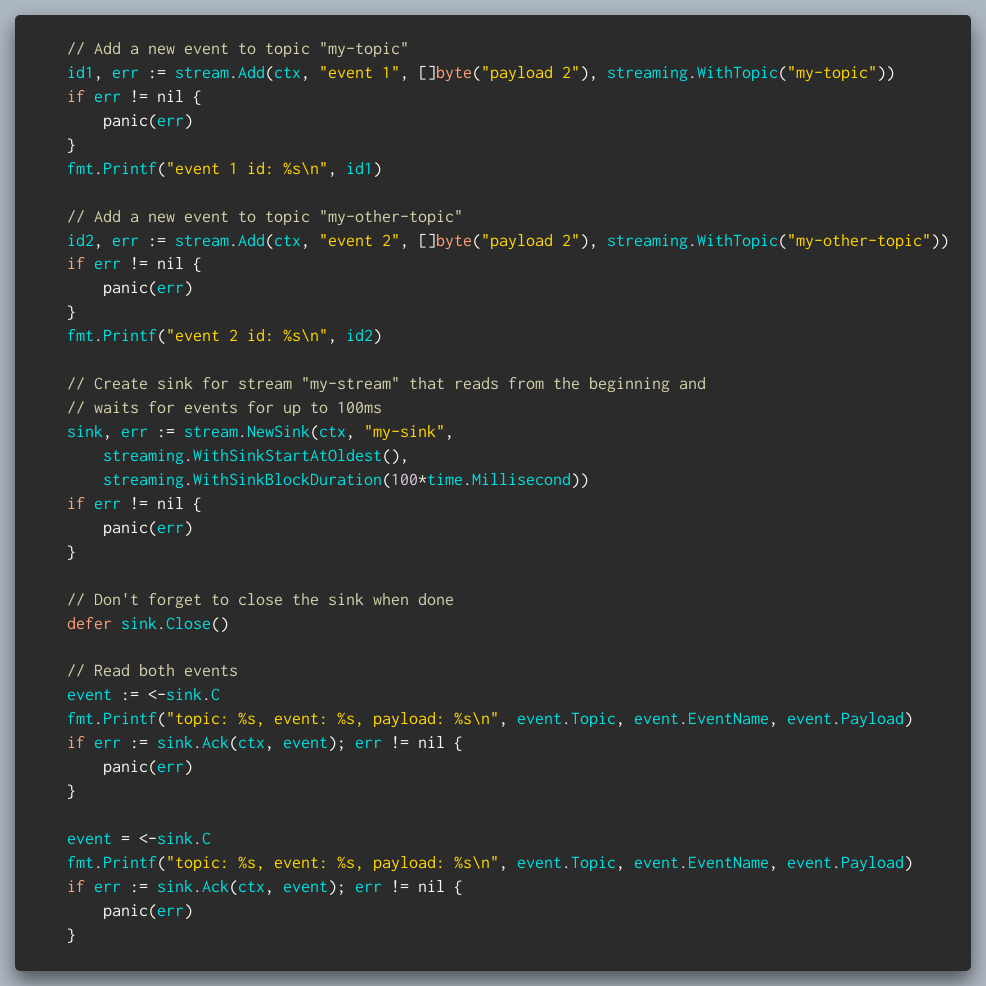 // Add a new event to topic "my-topic"
id1, err := stream.Add(ctx, "event 1", []byte("payload 2"), streaming.WithTopic("my-topic"))
if err != nil {
    panic(err)
}
fmt.Printf("event 1 id: %s\n", id1)

// Add a new event to topic "my-other-topic"
id2, err := stream.Add(ctx, "event 2", []byte("payload 2"), streaming.WithTopic("my-other-topic"))
if err != nil {
    panic(err)
}
fmt.Printf("event 2 id: %s\n", id2)

// Create sink for stream "my-stream" that reads from the beginning and
// waits for events for up to 100ms
sink, err := stream.NewSink(ctx, "my-sink",
    streaming.WithSinkStartAtOldest(),
    streaming.WithSinkBlockDuration(100*time.Millisecond))
if err != nil {
    panic(err)
}

// Don't forget to close the sink when done
defer sink.Close()

// Read both events
event := <-sink.C
fmt.Printf("topic: %s, event: %s, payload: %s\n", event.Topic, event.EventName, event.Payload)
if err := sink.Ack(ctx, event); err != nil {
    panic(err)
}

event = <-sink.C
fmt.Printf("topic: %s, event: %s, payload: %s\n", event.Topic, event.EventName, event.Payload)
if err := sink.Ack(ctx, event); err != nil {
    panic(err)
}